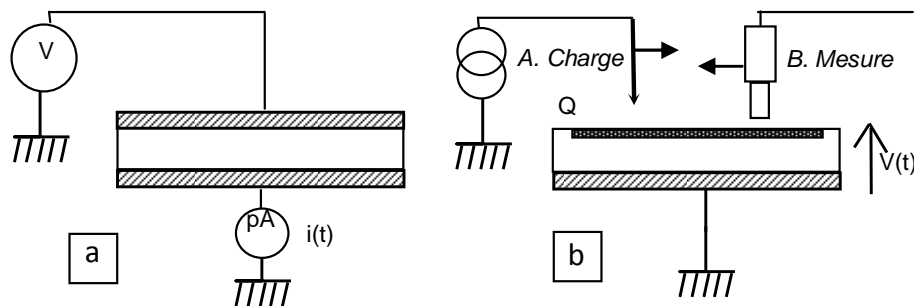 V
pA
i(t)
a
A. Charge
B. Mesure
Q
V(t)
b